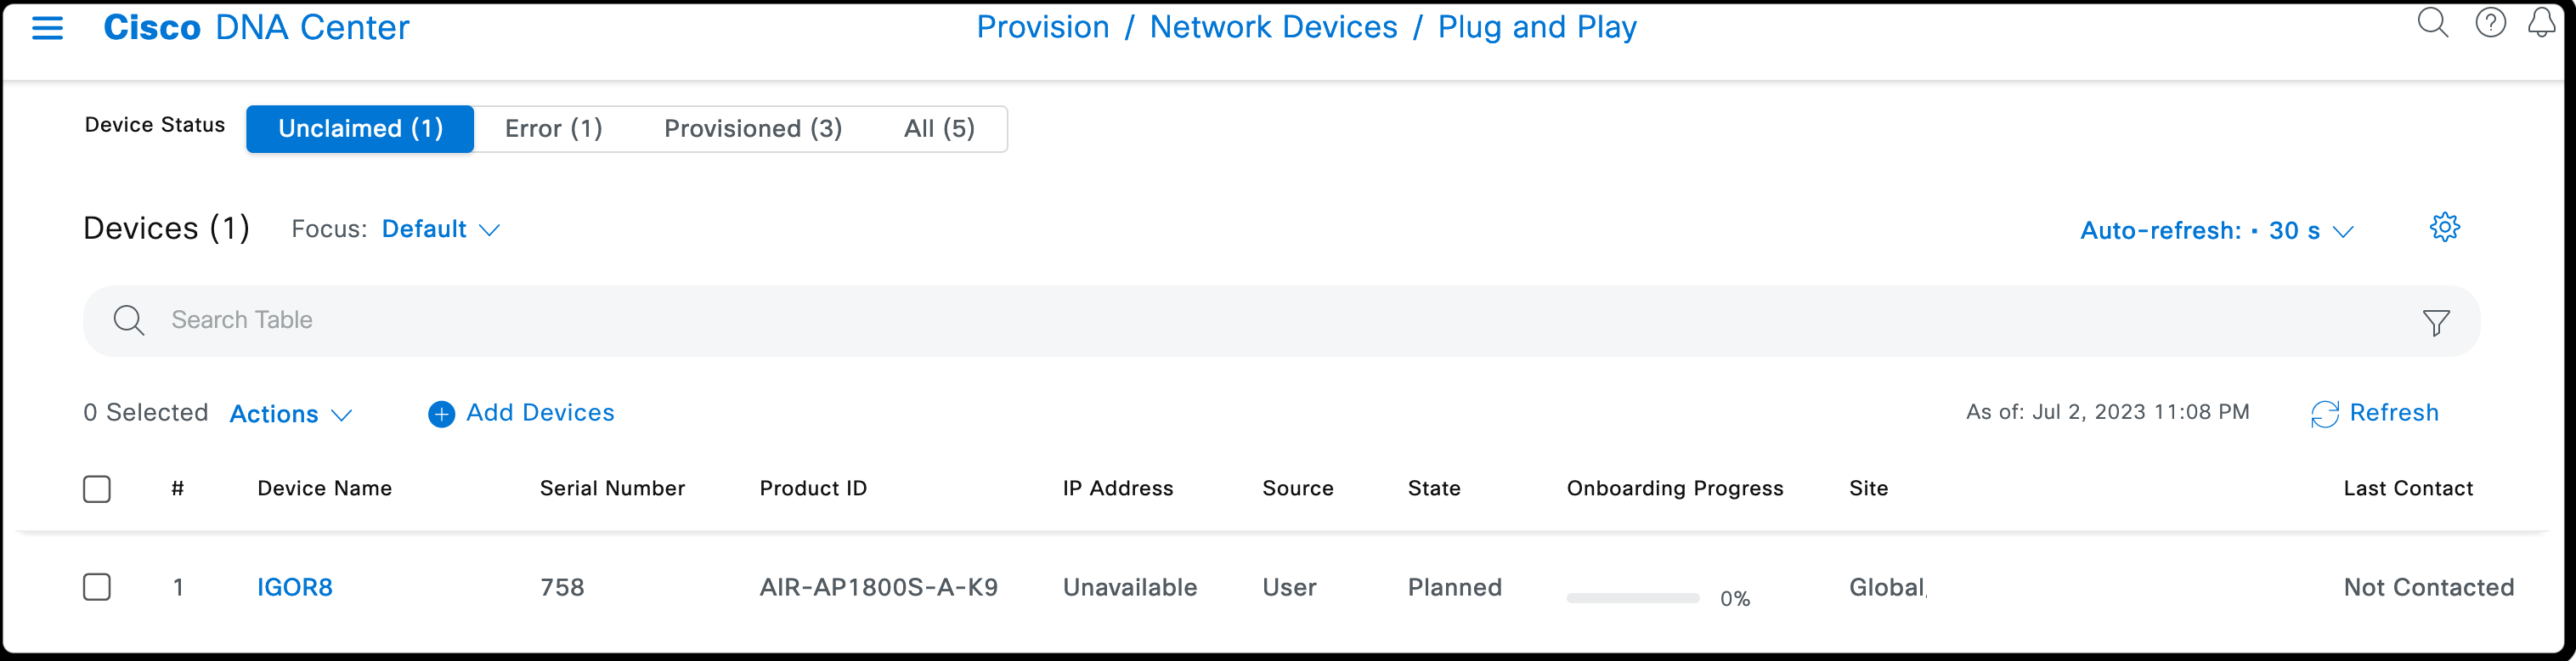 Cisco DNA Center Provision / Network Devices / Plug and Play
Device Status Unclaimed (1) Error (1) Provisioned (3) All (5)
Devices (1) Focus: Default Auto-refresh: • 30 s
Search Table
0 Selected Actions Add Devices As of: Jul 2, 2023 11:08 PM Refresh
# Device Name Serial Number Product ID IP Address Source State Onboarding Progress Site Last Contact
1 IGOR8 758 AIR-AP1800S-A-K9 Unavailable User Planned 0% Global, Not Contacted